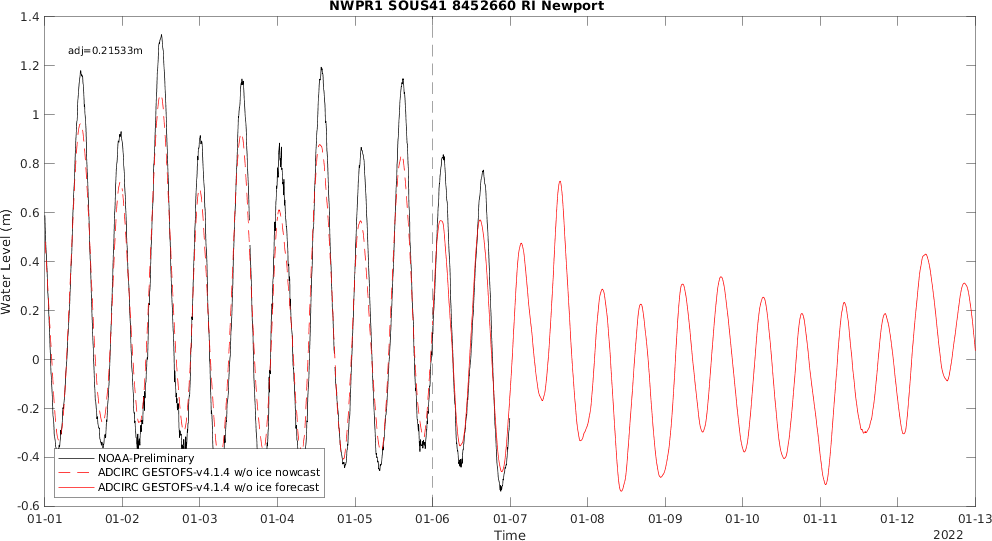 NWPR1 SOUS41 8452660 RI Newport
adj=0.21533m
Water Level (m)
1.4
1.2
1
0.8
0.6
0.4
0.2
0
-0.2
-0.4
-0.6
NOAA-Preliminary
ADCIRC GESTOFS-v4.1.4 w/o ice nowcast
ADCIRC GESTOFS-v4.1.4 w/o ice forecast
01-01 01-02 01-03 01-04 01-05 01-06 01-07 01-08 01-09 01-10 01-11 01-12 01-13
Time
2022